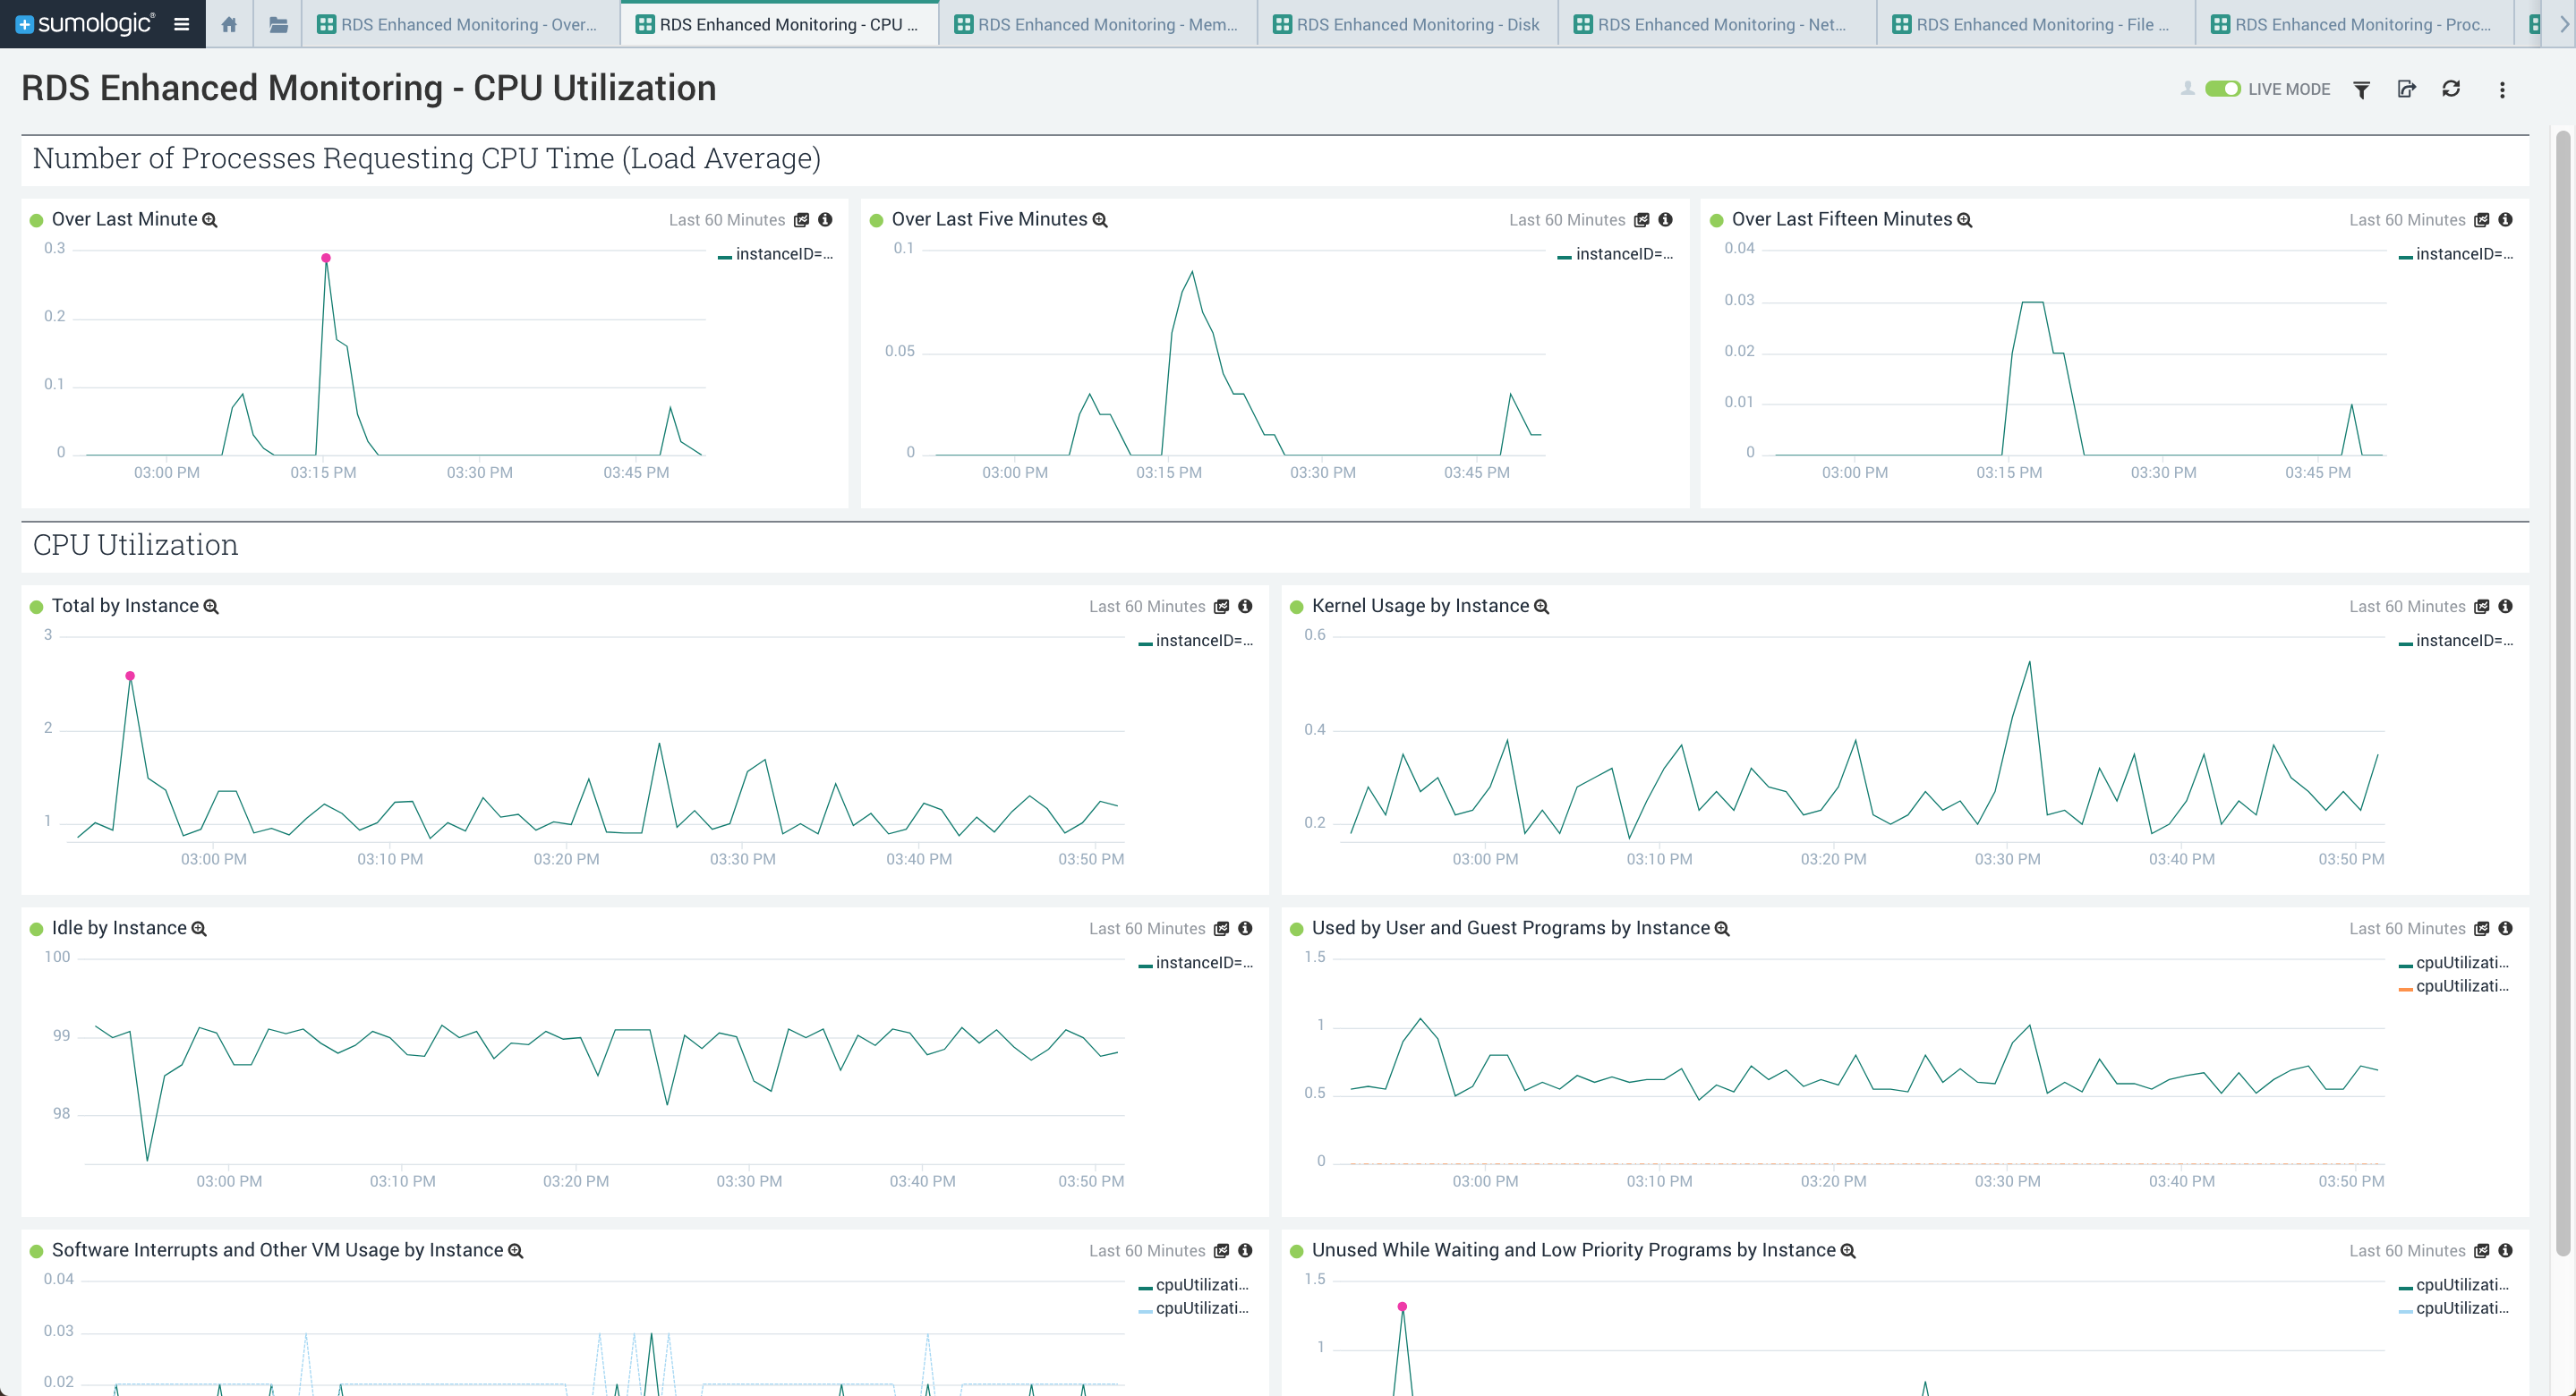 sumologic
RDS Enhanced Monitoring - Over...
RDS Enhanced Monitoring - CPU ...
RDS Enhanced Monitoring - Mem...
RDS Enhanced Monitoring - Disk
RDS Enhanced Monitoring - Net...
RDS Enhanced Monitoring - File ...
RDS Enhanced Monitoring - Proc...
RDS Enhanced Monitoring - CPU Utilization
LIVE MODE
Number of Processes Requesting CPU Time (Load Average)
Over Last Minute
Last 60 Minutes
0.3
0.2
0.1
0
instanceID=...
03:00 PM 03:15 PM 03:30 PM 03:45 PM
Over Last Five Minutes
Last 60 Minutes
0.1
0.05
0
instanceID=...
03:00 PM 03:15 PM 03:30 PM 03:45 PM
Over Last Fifteen Minutes
Last 60 Minutes
0.04
0.03
0.02
0.01
0
instanceID=...
03:00 PM 03:15 PM 03:30 PM 03:45 PM
CPU Utilization
Total by Instance
Last 60 Minutes
3
2
1
instanceID=...
03:00 PM 03:10 PM 03:20 PM 03:30 PM 03:40 PM 03:50 PM
Kernel Usage by Instance
Last 60 Minutes
0.6
0.4
0.2
instanceID=...
03:00 PM 03:10 PM 03:20 PM 03:30 PM 03:40 PM 03:50 PM
Idle by Instance
Last 60 Minutes
100
99
98
instanceID=...
03:00 PM 03:10 PM 03:20 PM 03:30 PM 03:40 PM 03:50 PM
Used by User and Guest Programs by Instance
Last 60 Minutes
1.5
1
0.5
0
cpuUtilizati...
cpuUtilizati...
03:00 PM 03:10 PM 03:20 PM 03:30 PM 03:40 PM 03:50 PM
Software Interrupts and Other VM Usage by Instance
Last 60 Minutes
0.04
0.03
0.02
cpuUtilizati...
cpuUtilizati...
Unused While Waiting and Low Priority Programs by Instance
Last 60 Minutes
1.5
1
cpuUtilizati...
cpuUtilizati...